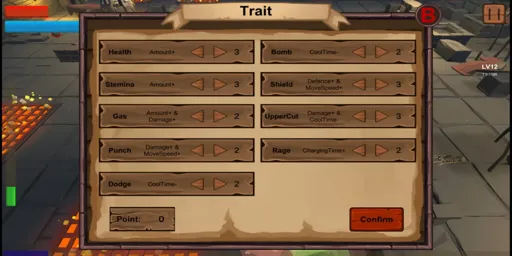 Trait
B
Health Amount+ 3
Bomb CoolTime- 2
Stemina Amount+ 3
Shield Defence+ &
MoveSpeed+ 3
Gas Amount+ &
Damage+ 2
UpperCut Damage+ &
CoolTime- 3
Punch Damage+ &
MoveSpeed+ 2
Rage ChargingTime+ 2
Dodge CoolTime- 2
Point: 0
Confirm
LV12